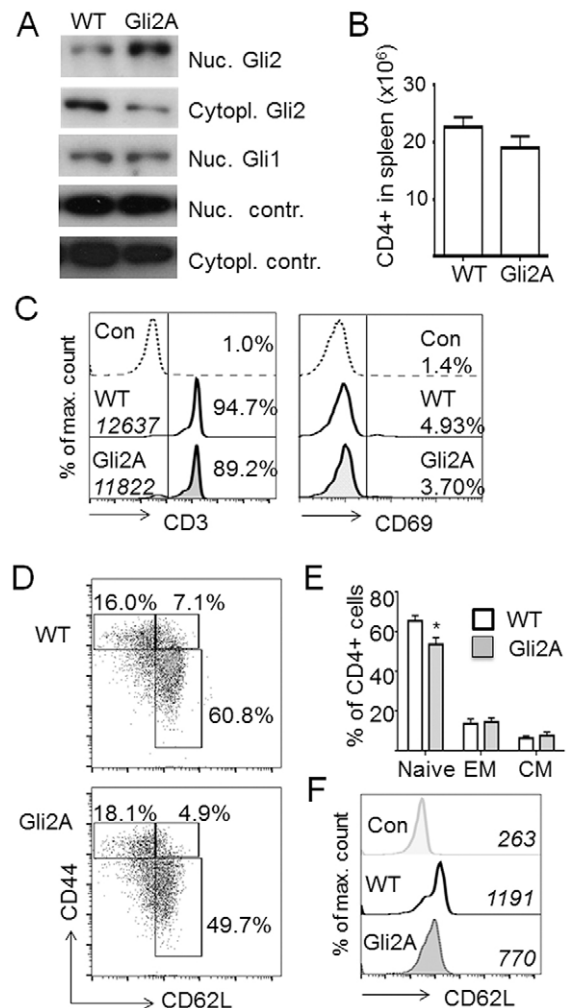 A
WT Gli2A
Nuc. Gli2
Cytopl. Gli2
Nuc. Gli1
Nuc. contr.
Cytopl. contr.
B
CD4+ in spleen (x10⁶)
30
20
10
WT
Gli2A
C
% of max. count
Con
1.0%
WT
12637
94.7%
Gli2A
11822
89.2%
CD3
Con
1.4%
WT
4.93%
Gli2A
3.70%
CD69
D
WT
16.0% 7.1%
60.8%
Gli2A
18.1% 4.9%
49.7%
CD44
CD62L
E
% of CD4+ cells
80
60
40
20
*
WT
Gli2A
Naive EM CM
F
% of max. count
Con
263
WT
1191
Gli2A
770
CD62L